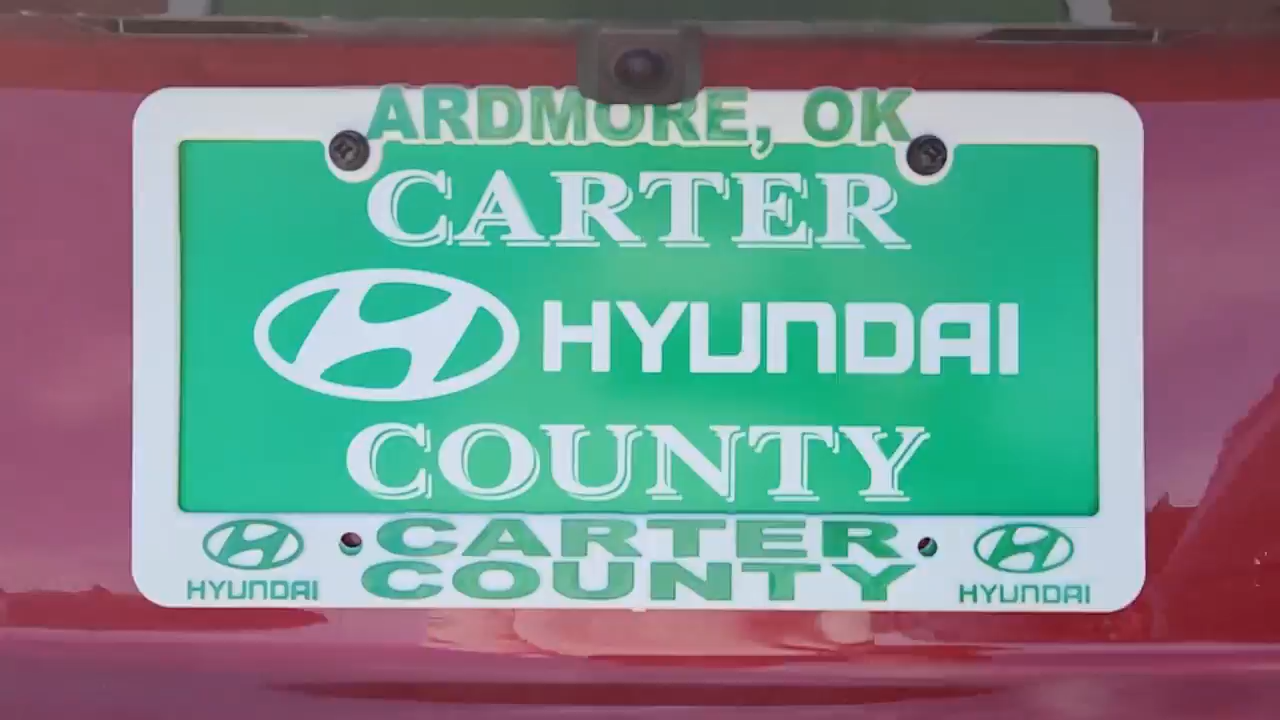 ARDMORE, OK
CARTER
HYUNDAI
COUNTY
CARTER
COUNTY
HYUNDAI
HYUNDAI